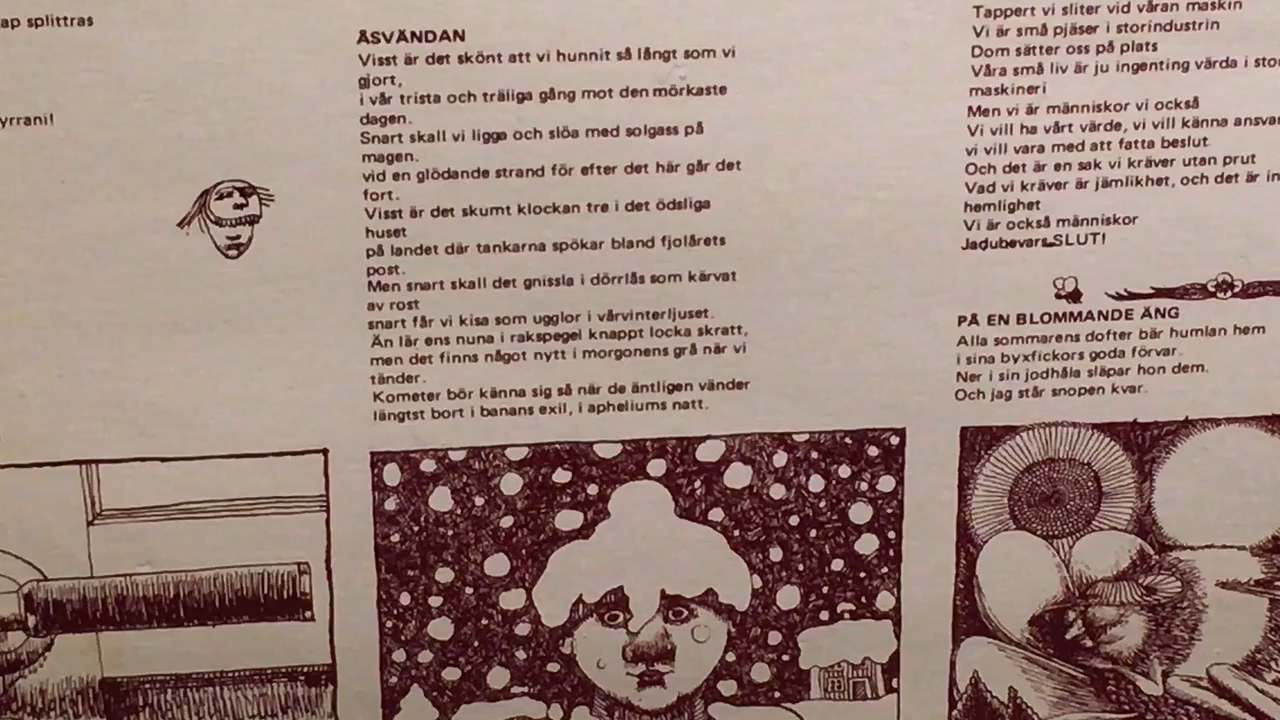 ap splittras
yrrani!
ÅSVÄNDAN
Visst är det skönt att vi hunnit så långt som vi
gjort,
i vår trista och träliga gång mot den mörkaste
dagen.
Snart skall vi ligga och slöa med solgass på
magen.
vid en glödande strand för efter det här går det
fort.
Visst är det skumt klockan tre i det ödsliga
huset
på landet där tankarna spökar bland fjolårets
post.
Men snart skall det gnissla i dörrlås som kärvat
av rost
snart får vi kisa som ugglor i vårvinterljuset.
Än lär ens nuna i rakspegel knappt locka skratt,
men det finns något nytt i morgonens grå när vi
tänder.
Kometer bör känna sig så när de äntligen vänder
längtst bort i banans exil, i apheliums natt.
Tappert vi sliter vid våran maskin
Vi är små pjäser i storindustrin
Dom sätter oss på plats
Våra små liv är ju ingenting värda i sto
maskineri
Men vi är människor vi också
Vi vill ha vårt värde, vi vill känna ansva
vi vill vara med att fatta beslut.
Och det är en sak vi kräver utan prut
Vad vi kräver är jämlikhet, och det är in
hemlighet
Vi är också människor
Jadubevars SLUT!
PÅ EN BLOMMANDE ÄNG
Alla sommarens dofter bär humlan hem
i sina byxfickors goda förvar.
Ner i sin jodhåla släpar hon dem.
Och jag står snopen kvar.